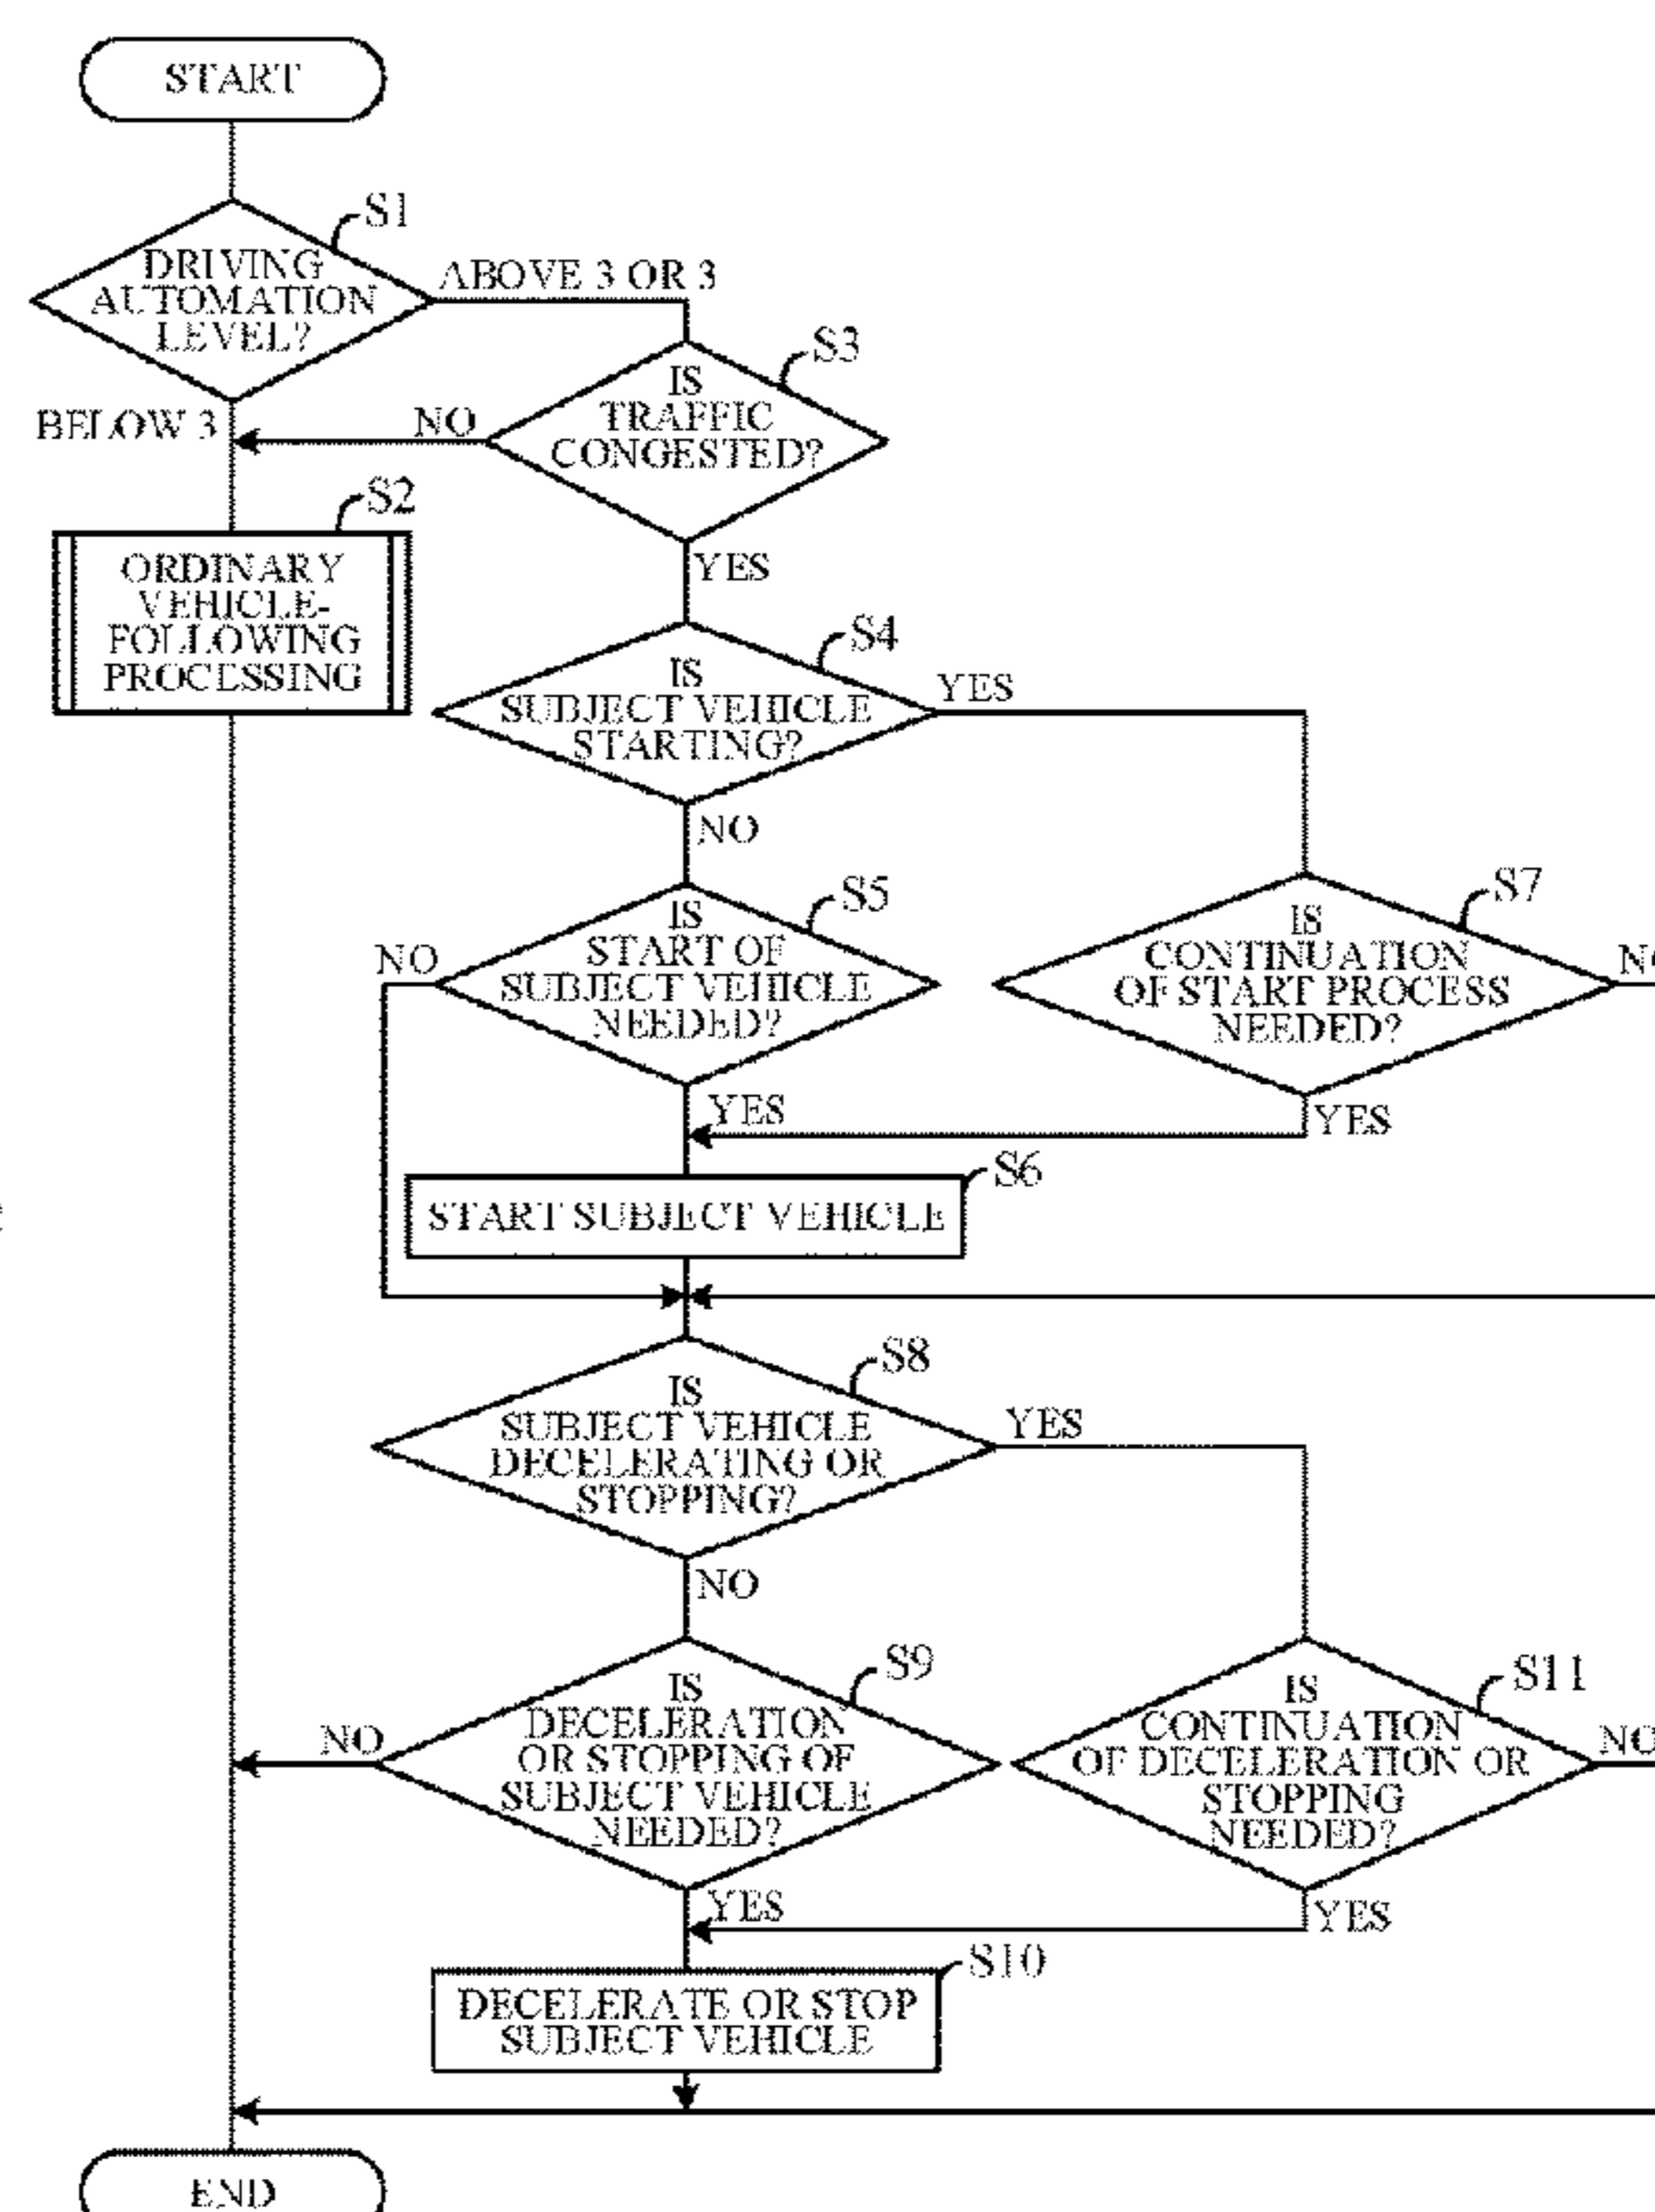 START
S1
DRIVING
AUTOMATION
LEVEL?
ABOVE 3 OR 3
BELOW 3
S3
IS
TRAFFIC
CONGESTED?
NO
YES
S2
ORDINARY
VEHICLE-
FOLLOWING
PROCESSING
S4
IS
SUBJECT VEHICLE
STARTING?
YES
NO
S5
IS
START OF
SUBJECT VEHICLE
NEEDED?
NO
YES
S7
IS
CONTINUATION
OF START PROCESS
NEEDED?
NO
YES
S6
START SUBJECT VEHICLE
S8
IS
SUBJECT VEHICLE
DECELERATING OR
STOPPING?
YES
NO
S9
IS
DECELERATION
OR STOPPING OF
SUBJECT VEHICLE
NEEDED?
NO
YES
S11
IS
CONTINUATION
OF DECELERATION OR
STOPPING
NEEDED?
NO
YES
S10
DECELERATE OR STOP
SUBJECT VEHICLE
END